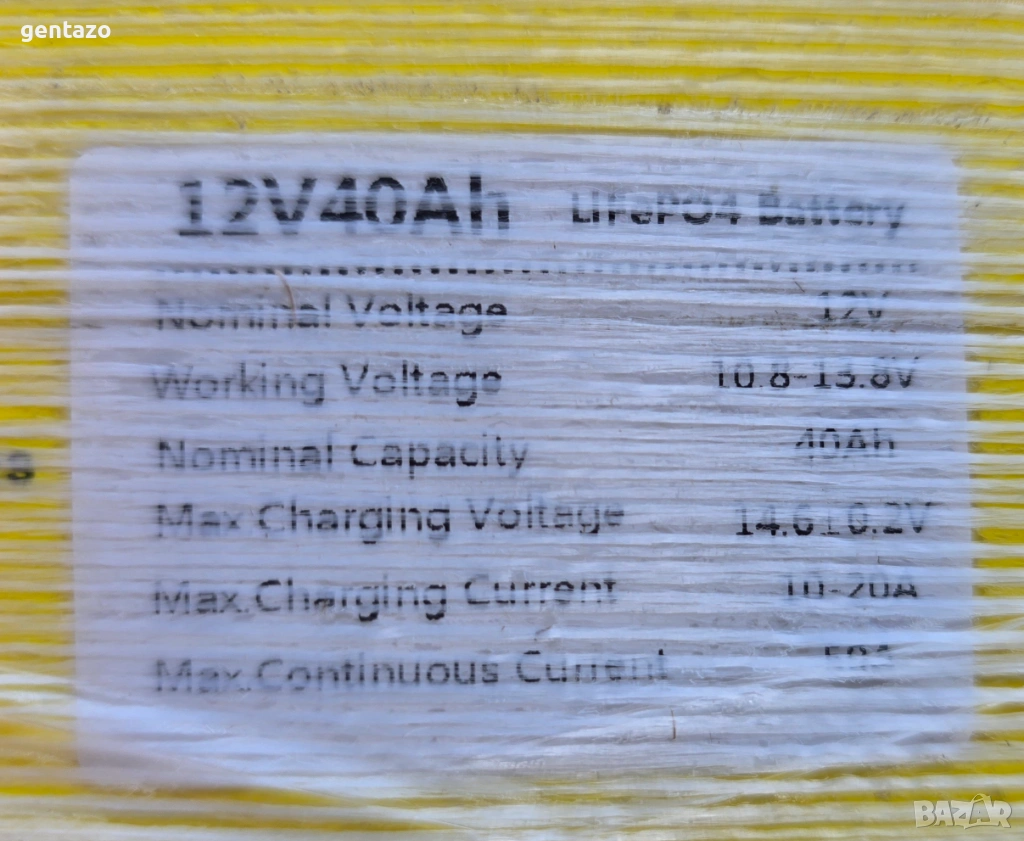 gentazo
12V40Ah LiFePO4 Battery
Nominal Voltage 12V
Working Voltage 10.8-13.8V
Nominal Capacity 40Ah
Max.Charging Voltage 14.6±0.2V
Max.Charging Current 10-20A
Max.Continuous Current
BAZAR